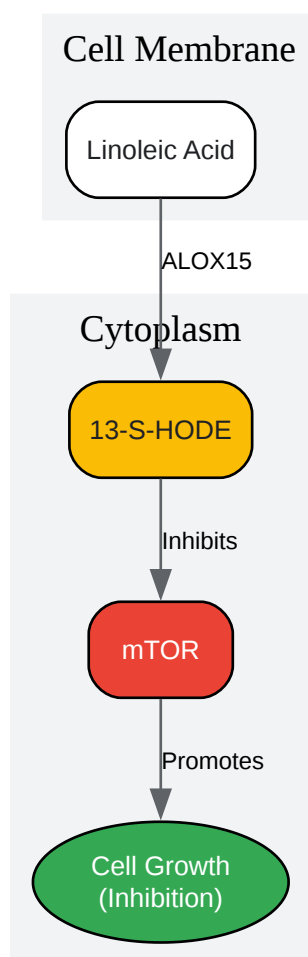 Cell Membrane
Linoleic Acid
ALOX15
Cytoplasm
13-S-HODE
Inhibits
mTOR
Promotes
Cell Growth
(Inhibition)